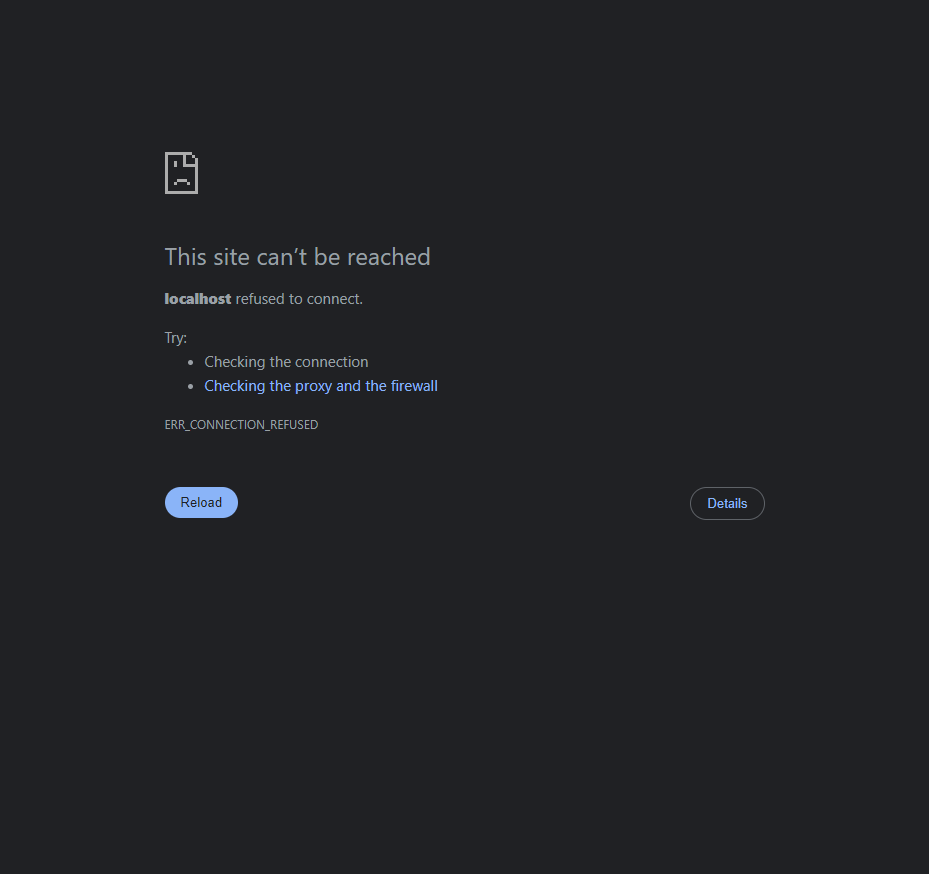 This site can’t be reached
localhost refused to connect.
Try:
Checking the connection
Checking the proxy and the firewall
ERR_CONNECTION_REFUSED
Reload
Details